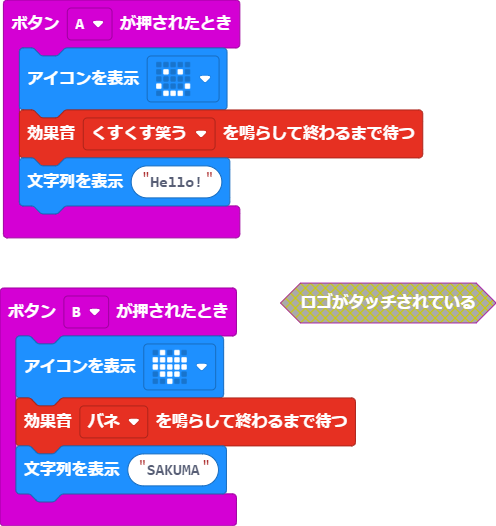 ボタン A が押されたとき
アイコンを表示
効果音 くすくす笑う を鳴らして終わるまで待つ
文字列を表示 "Hello!"
ボタン B が押されたとき
ロゴがタッチされている
アイコンを表示
効果音 バネ を鳴らして終わるまで待つ
文字列を表示 "SAKUMA"